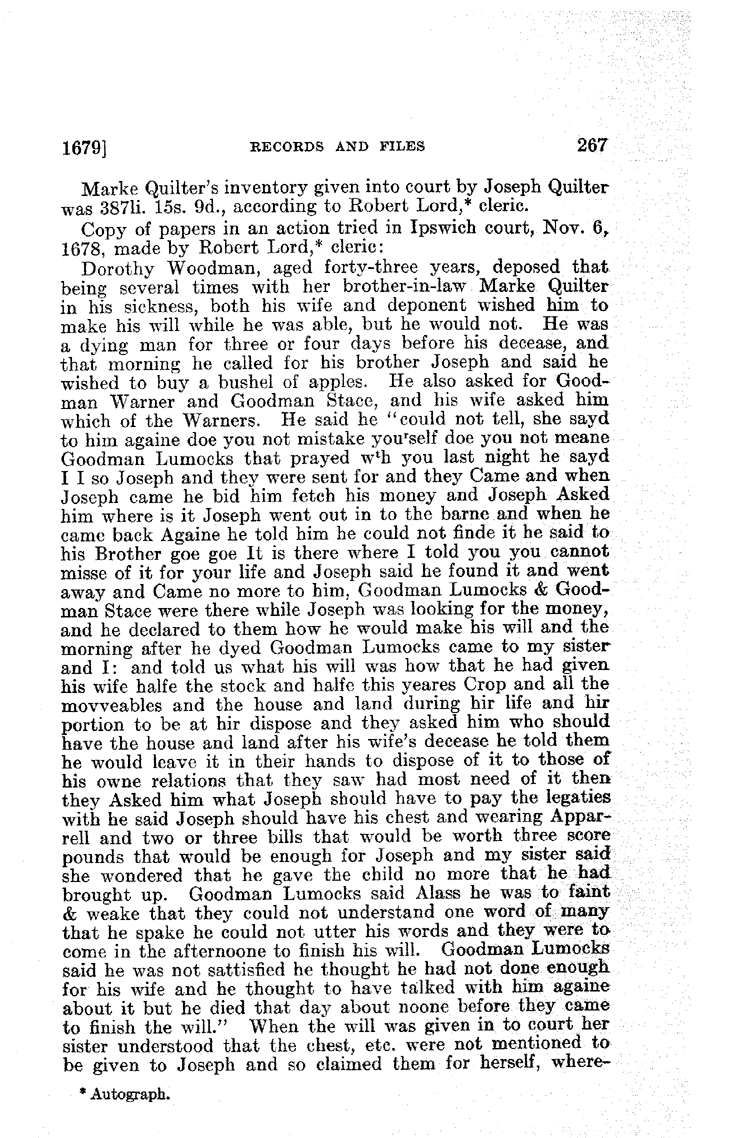 1679] RECORDS AND FILES 267
Marke Quilter's inventory given into court by Joseph Quilter
was 387li. 15s. 9d., according to Robert Lord,* cleric.
Copy of papers in an action tried in Ipswich court, Nov. 6,
1678, made by Robert Lord,* cleric:
Dorothy Woodman, aged forty-three years, deposed that
being several times with her brother-in-law Marke Quilter
in his sickness, both his wife and deponent wished him to
make his will while he was able, but he would not. He was
a dying man for three or four days before his decease, and
that morning he called for his brother Joseph and said he
wished to buy a bushel of apples. He also asked for Good-
man Warner and Goodman Stace, and his wife asked him
which of the Warners. He said he "could not tell, she sayd
to him againe doe you not mistake you'self doe you not meane
Goodman Lumocks that prayed wth you last night he sayd
I I so Joseph and they were sent for and they Came and when
Joseph came he bid him fetch his money and Joseph Asked
him where is it Joseph went out in to the barne and when he
came back Againe he told him he could not finde it he said to
his Brother goe goe It is there where I told you you cannot
misse of it for your life and Joseph said he found it and went
away and Came no more to him, Goodman Lumocks & Good-
man Stace were there while Joseph was looking for the money,
and he declared to them how he would make his will and the
morning after he dyed Goodman Lumocks came to my sister
and I: and told us what his will was how that he had given
his wife halfe the stock and halfe this yeares Crop and all the
movveables and the house and land during hir life and hir
portion to be at hir dispose and they asked him who should
have the house and land after his wife's decease he told them
he would leave it in their hands to dispose of it to those of
his owne relations that they saw had most need of it then
they Asked him what Joseph should have to pay the legaties
with he said Joseph should have his chest and wearing Appar-
rell and two or three bills that would be worth three score
pounds that would be enough for Joseph and my sister said
she wondered that he gave the child no more that he had
brought up. Goodman Lumocks said Alass he was to faint
& weake that they could not understand one word of many
that he spake he could not utter his words and they were to
come in the afternoone to finish his will. Goodman Lumocks
said he was not sattisfied he thought he had not done enough
for his wife and he thought to have talked with him againe
about it but he died that day about noone before they came
to finish the will." When the will was given in to court her
sister understood that the chest, etc. were not mentioned to
be given to Joseph and so claimed them for herself, where-
* Autograph.